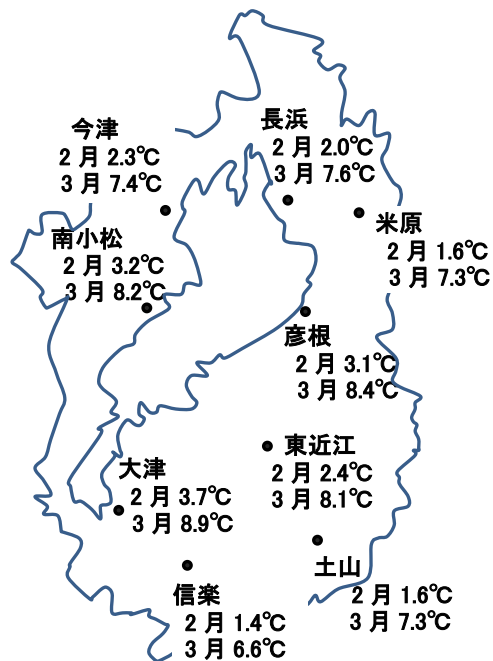 今津
2 月 2.3℃
3 月 7.4℃
長浜
2 月 2.0℃
3 月 7.6℃
米原
2 月 1.6℃
3 月 7.3℃
南小松
2 月 3.2℃
3 月 8.2℃
彦根
2 月 3.1℃
3 月 8.4℃
東近江
2 月 2.4℃
3 月 8.1℃
大津
2 月 3.7℃
3 月 8.9℃
土山
2 月 1.6℃
3 月 7.3℃
信楽
2 月 1.4℃
3 月 6.6℃